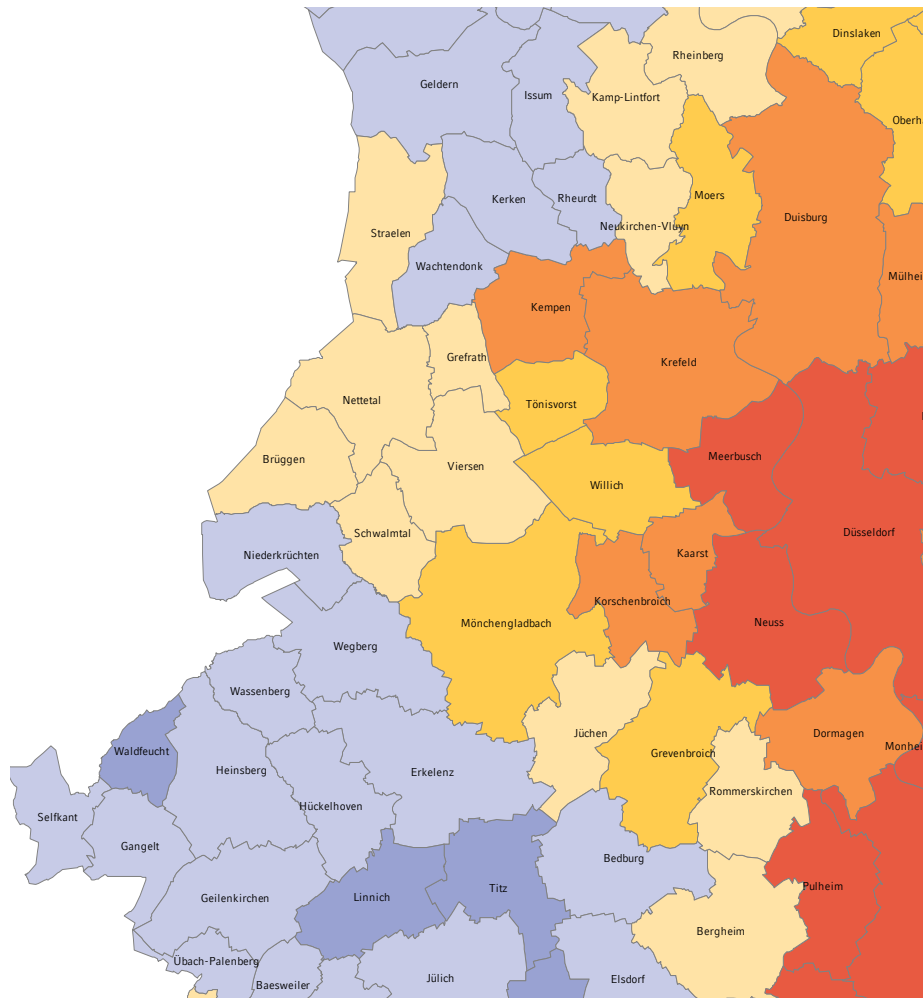 Dinslaken
Rheinberg
Geldern
Issum
Kamp-Lintfort
Moers
Kerken
Rheurdt
Duisburg
Neukirchen-Vluyn
Straelen
Wachtendonk
Kempen
Krefeld
Grefrath
Nettetal
Tönisvorst
Meerbusch
Brüggen
Viersen
Willich
Schwalmtal
Düsseldorf
Niederkrüchten
Kaarst
Korschenbroich
Mönchengladbach
Neuss
Wegberg
Wassenberg
Jüchen
Dormagen
Waldfeucht
Grevenbroich
Heinsberg
Erkelenz
Rommerskirchen
Hückelhoven
Selfkant
Gangelt
Bedburg
Titz
Pulheim
Linnich
Geilenkirchen
Bergheim
Übach-Palenberg
Jülich
Elsdorf
Baesweiler